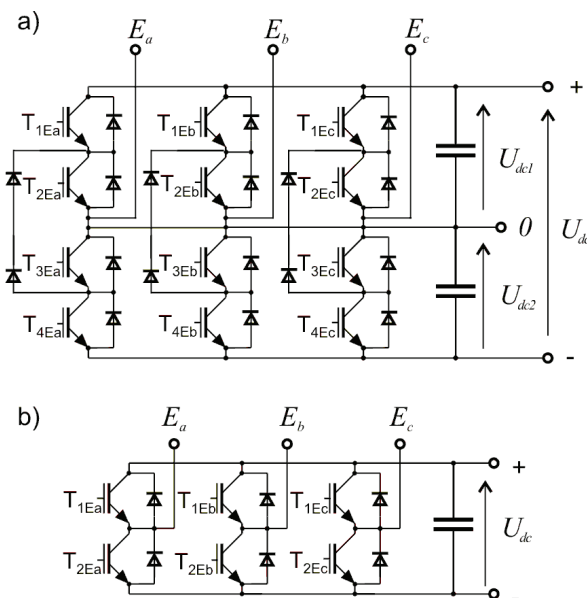 a)
E_a E_b E_c
+
T_1Ea T_1Eb T_1Ec
U_dc1
T_2Ea T_2Eb T_2Ec
0
U_dc
T_3Ea T_3Eb T_3Ec
U_dc2
T_4Ea T_4Eb T_4Ec
-
b)
E_a E_b E_c
+
T_1Ea T_1Eb T_1Ec
U_dc
T_2Ea T_2Eb T_2Ec
-